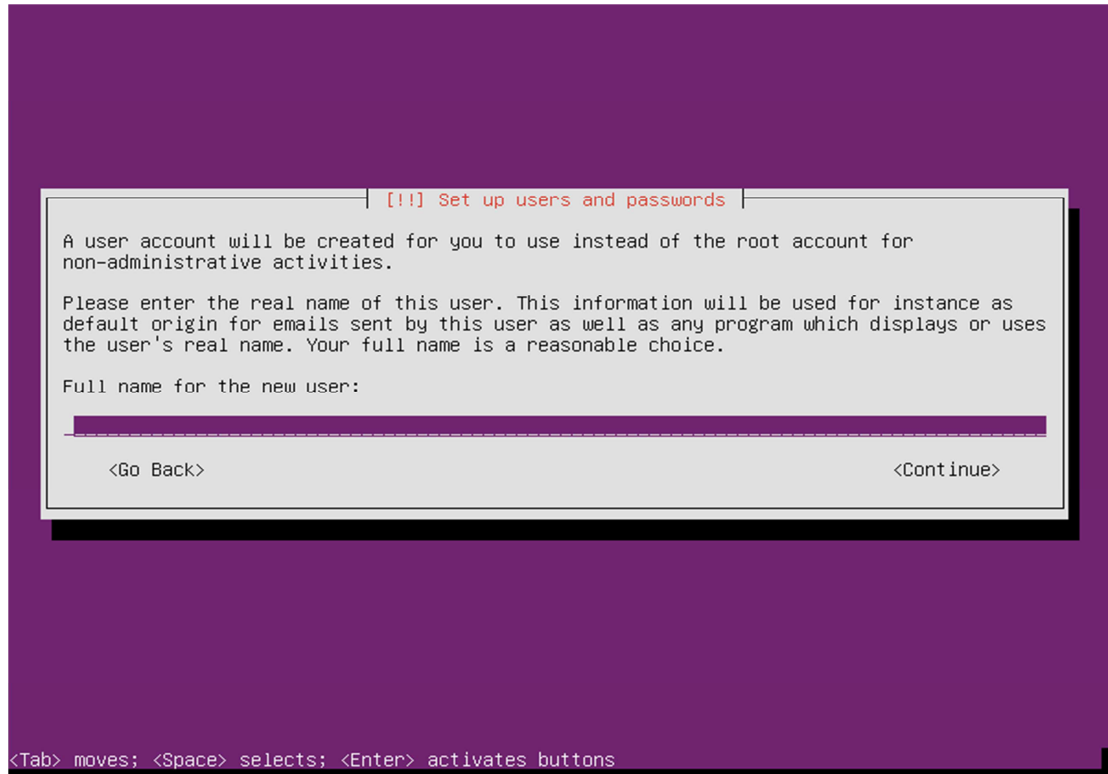 [!!] Set up users and passwords
A user account will be created for you to use instead of the root account for
non-administrative activities.
Please enter the real name of this user. This information will be used for instance as
default origin for emails sent by this user as well as any program which displays or uses
the user's real name. Your full name is a reasonable choice.
Full name for the new user:
<Go Back> <Continue>
<Tab> moves; <Space> selects; <Enter> activates buttons